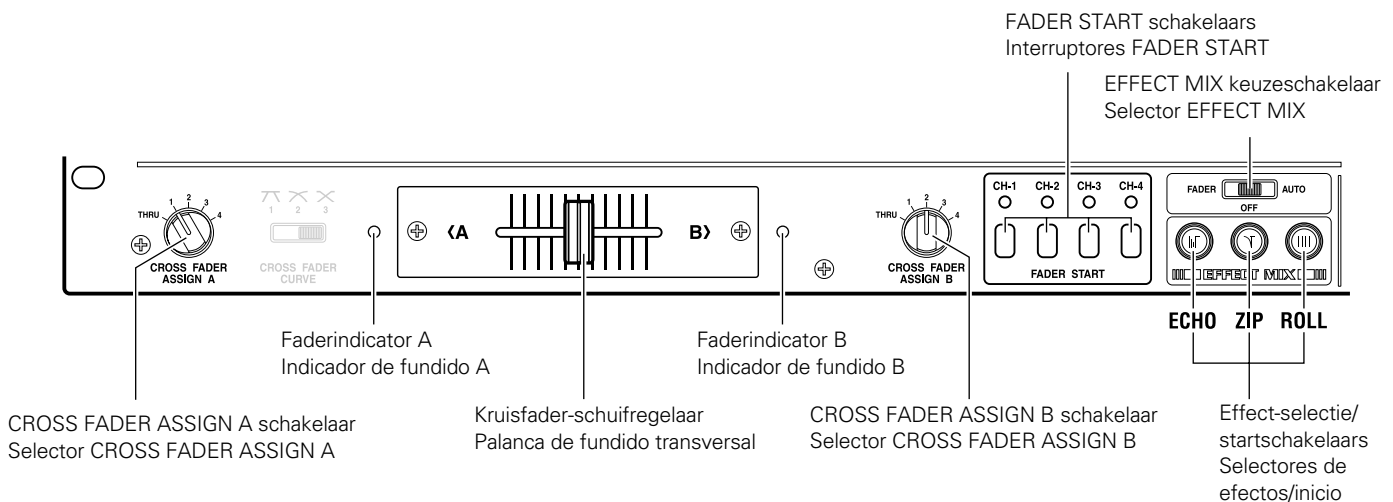 FADER START schakelaars
Interruptores FADER START
EFFECT MIX keuzeschakelaar
Selector EFFECT MIX
THRU 1 2 3 4
CROSS FADER
ASSIGN A
1 2 3
CROSS FADER
CURVE
A
B
THRU 1 2 3 4
CROSS FADER
ASSIGN B
CH-1 CH-2 CH-3 CH-4
FADER START
FADER AUTO
OFF
EFFECT MIX
ECHO ZIP ROLL
Faderindicator A
Indicador de fundido A
Faderindicator B
Indicador de fundido B
CROSS FADER ASSIGN A schakelaar
Selector CROSS FADER ASSIGN A
Kruisfader-schuifregelaar
Palanca de fundido transversal
CROSS FADER ASSIGN B schakelaar
Selector CROSS FADER ASSIGN B
Effect-selectie/
startschakelaars
Selectores de
efectos/inicio